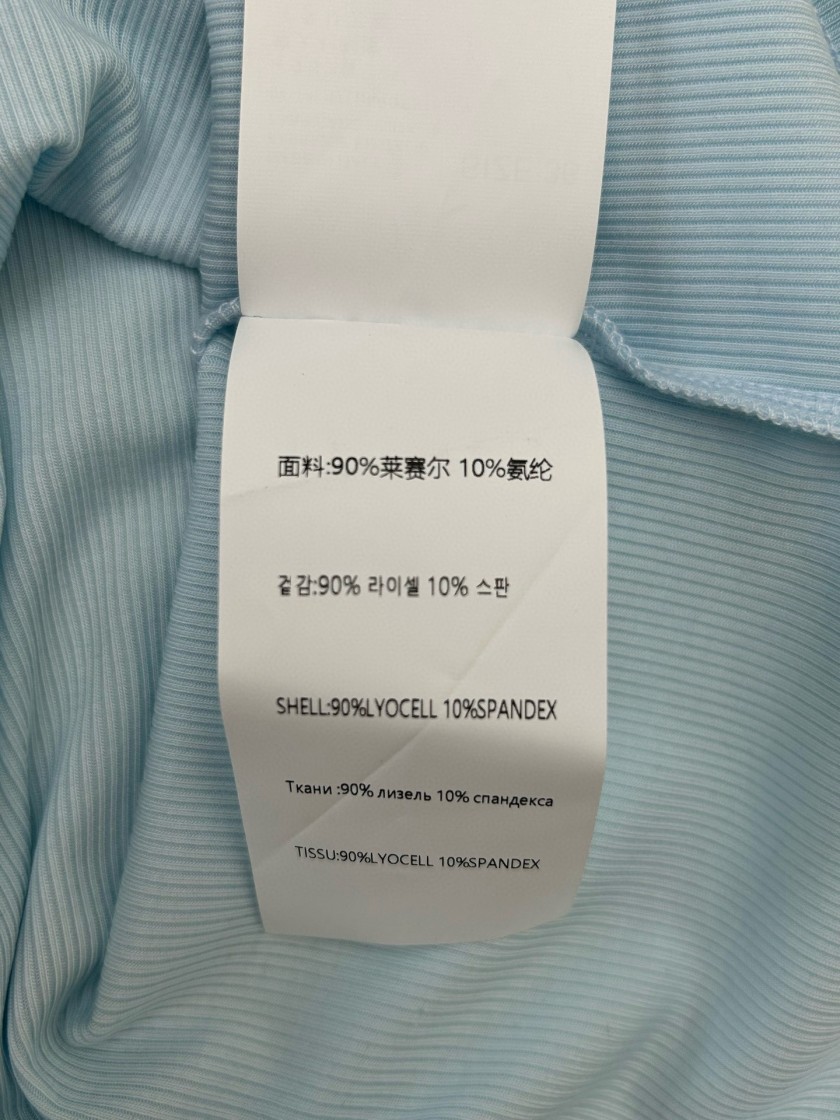 面料:90%莱赛尔 10%氨纶
겉감:90% 라이셀 10% 스판
SHELL:90%LYOCELL 10%SPANDEX
Ткани :90% лизель 10% спандекса
TISSU:90%LYOCELL 10%SPANDEX